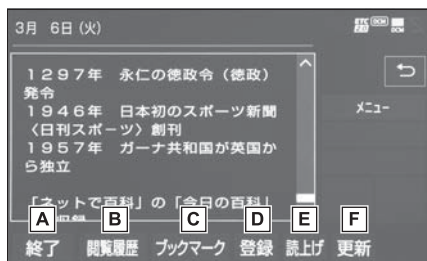 3月 6日(火)
ETC 2.0 DCM DCM
1297年 永仁の徳政令(徳政)
発令
1946年 日本初のスポーツ新聞
〈日刊スポーツ〉創刊
1957年 ガーナ共和国が英国か
ら独立
「ネットで百科」の「今日の百科」
メニュー
A B C D E F
終了 閲覧履歴 ブックマーク 登録 読上げ 更新